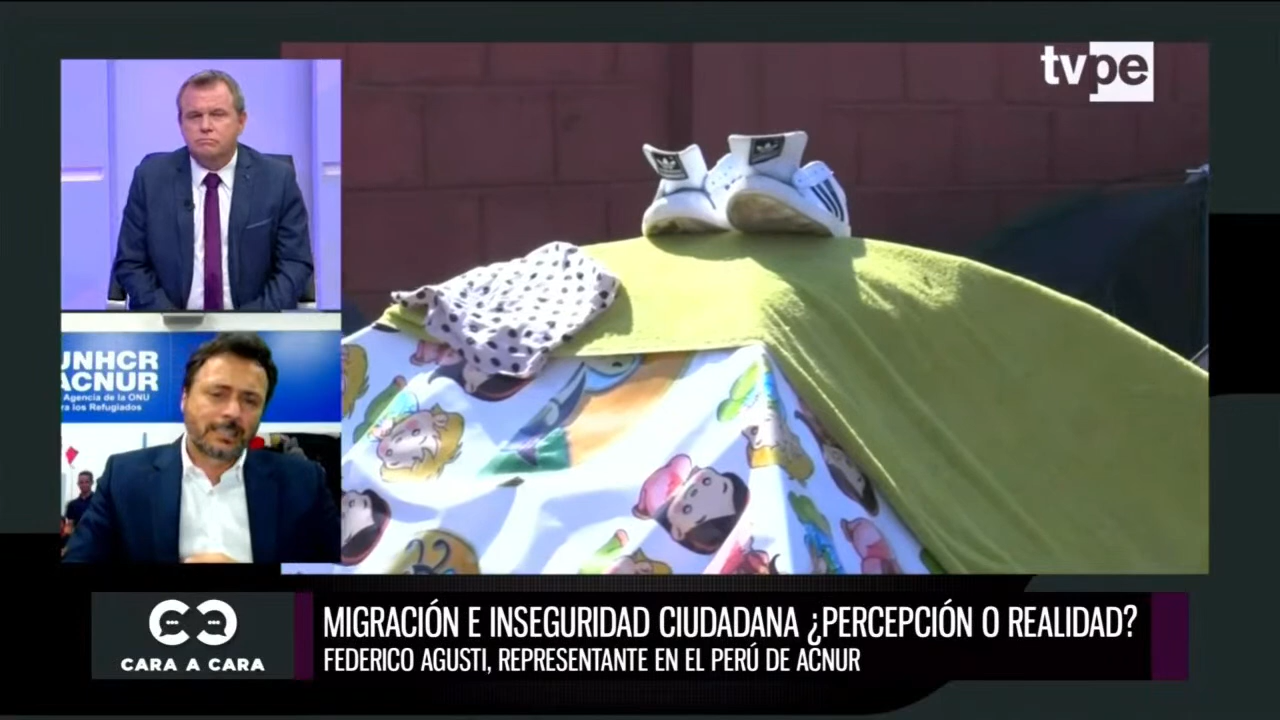 tvpe
UNHCR
ACNUR
Agencia de la ONU
ra los Refugiados
CARA A CARA
MIGRACIÓN E INSEGURIDAD CIUDADANA ¿PERCEPCIÓN O REALIDAD?
FEDERICO AGUSTI, REPRESENTANTE EN EL PERÚ DE ACNUR